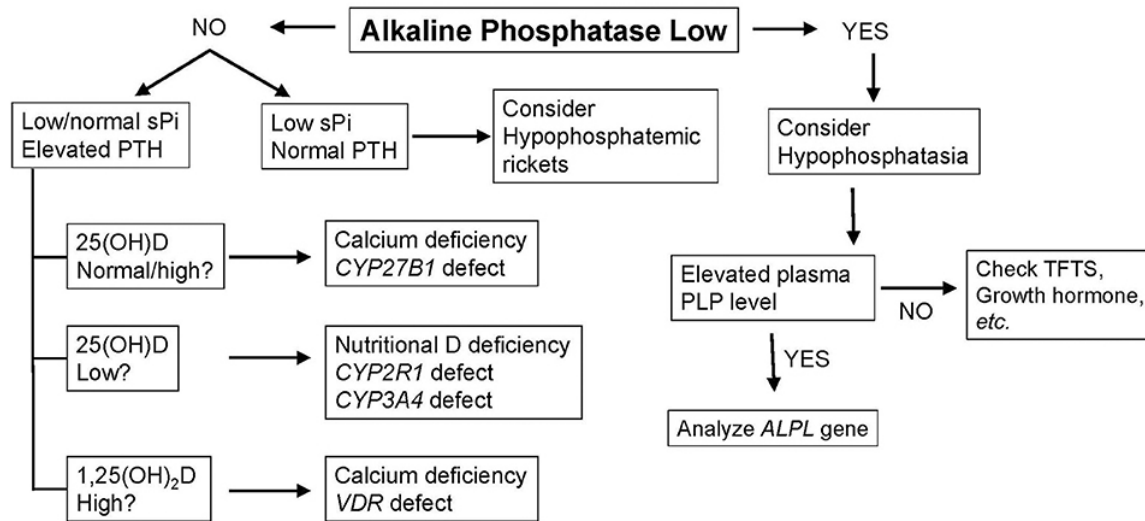 Alkaline Phosphatase Low
NO
YES
Low/normal sPi
Elevated PTH
Low sPi
Normal PTH
Consider
Hypophosphatemic
rickets
Consider
Hypophosphatasia
25(OH)D
Normal/high?
Calcium deficiency
CYP27B1 defect
Elevated plasma
PLP level
NO
Check TFTS,
Growth hormone,
etc.
25(OH)D
Low?
Nutritional D deficiency
CYP2R1 defect
CYP3A4 defect
YES
Analyze ALPL gene
1,25(OH)₂D
High?
Calcium deficiency
VDR defect